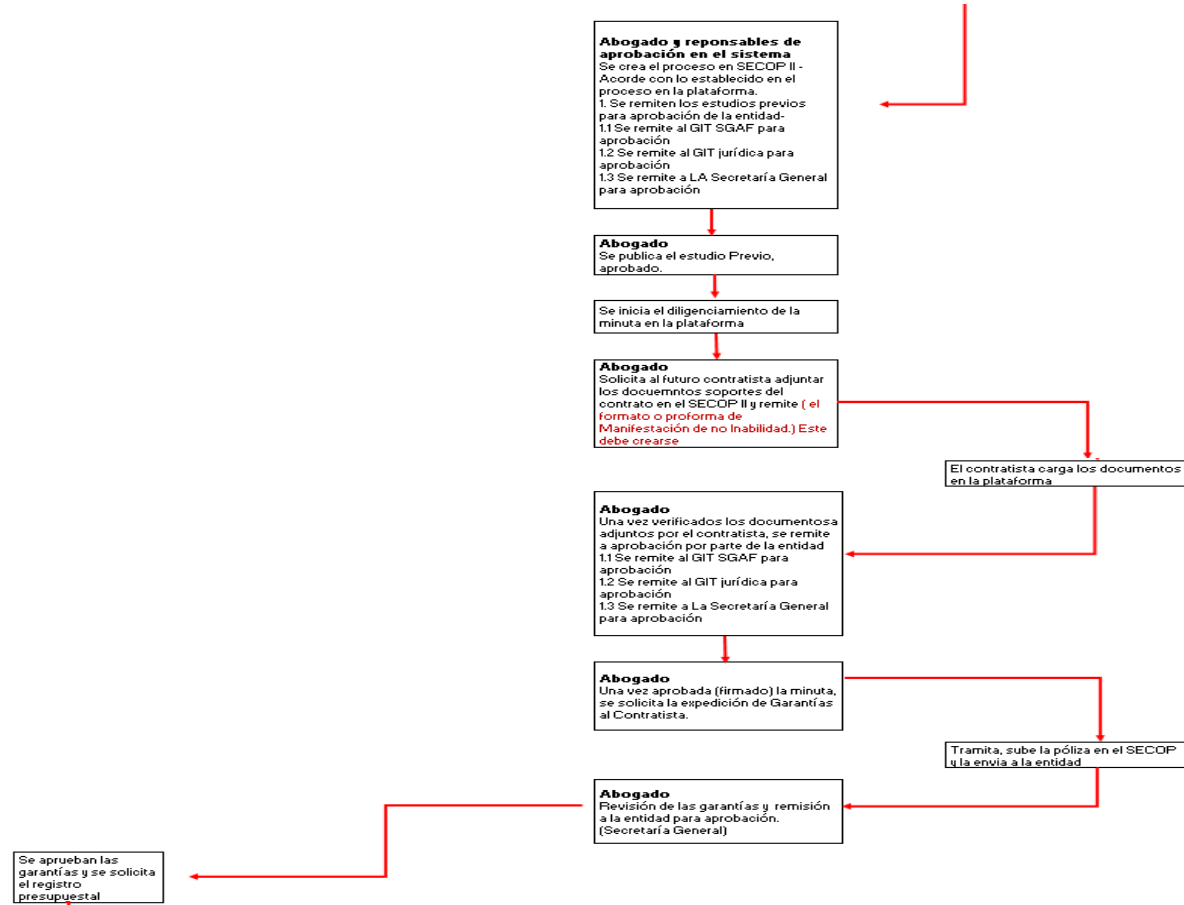 Abogado y reponsables de
aprobación en el sistema
Se crea el proceso en SECOP II -
Acorde con lo establecido en el
proceso en la plataforma.
1. Se remiten los estudios previos
para aprobación de la entidad-
1.1 Se remite al GIT SGAF para
aprobación
1.2 Se remite al GIT jurídica para
aprobación
1.3 Se remite a LA Secretaría General
para aprobación
Abogado
Se publica el estudio Previo,
aprobado.
Se inicia el diligenciamiento de la
minuta en la plataforma
Abogado
Solicita al futuro contratista adjuntar
los docuemntos soportes del
contrato en el SECOP II y remite ( el
formato o proforma de
Manifestación de no Inabilidad.) Este
debe crearse
El contratista carga los documentos
en la plataforma
Abogado
Una vez verificados los documentosa
adjuntos por el contratista, se remite
a aprobación por parte de la entidad
1.1 Se remite al GIT SGAF para
aprobación
1.2 Se remite al GIT jurídica para
aprobación
1.3 Se remite a La Secretaría General
para aprobación
Abogado
Una vez aprobada (firmado) la minuta,
se solicita la expedición de Garantías
al Contratista.
Tramita, sube la póliza en el SECOP
y la envia a la entidad
Abogado
Revisión de las garantías y remisión
a la entidad para aprobación.
(Secretaría General)
Se aprueban las
garantías y se solicita
el registro
presupuestal